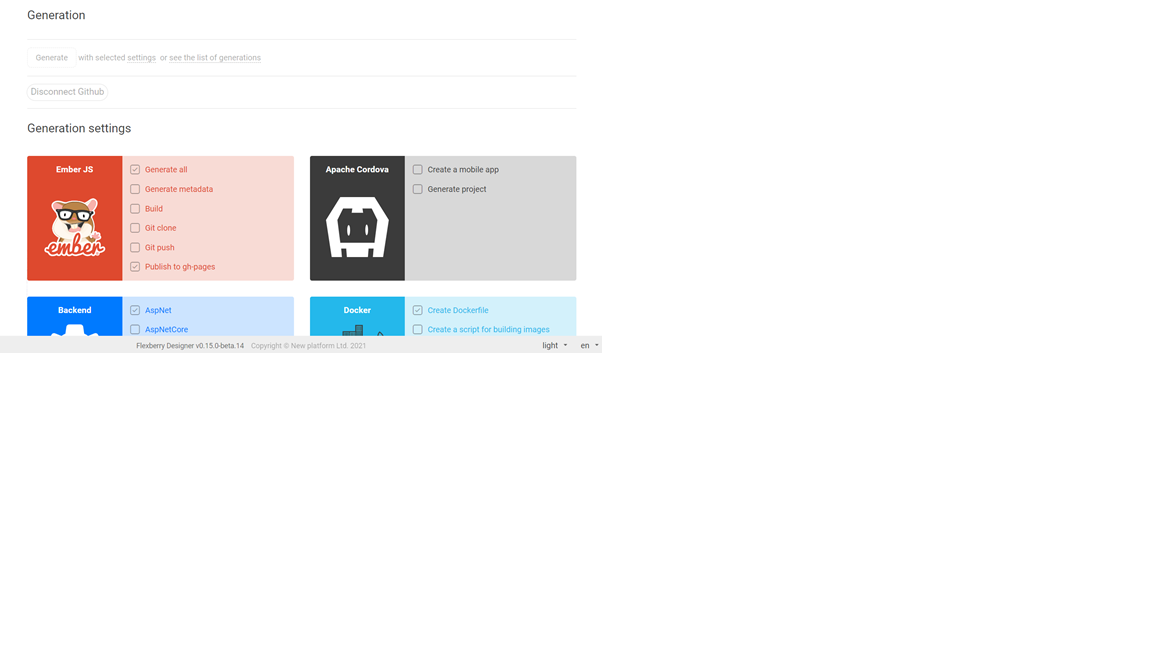 Generation
Generate with selected settings or see the list of generations
Disconnect Github
Generation settings
Ember JS
ember
Generate all
Generate metadata
Build
Git clone
Git push
Publish to gh-pages
Apache Cordova
Create a mobile app
Generate project
Backend
AspNet
AspNetCore
Docker
Create Dockerfile
Create a script for building images
Flexberry Designer v0.15.0-beta.14 Copyright © New platform Ltd. 2021
light en